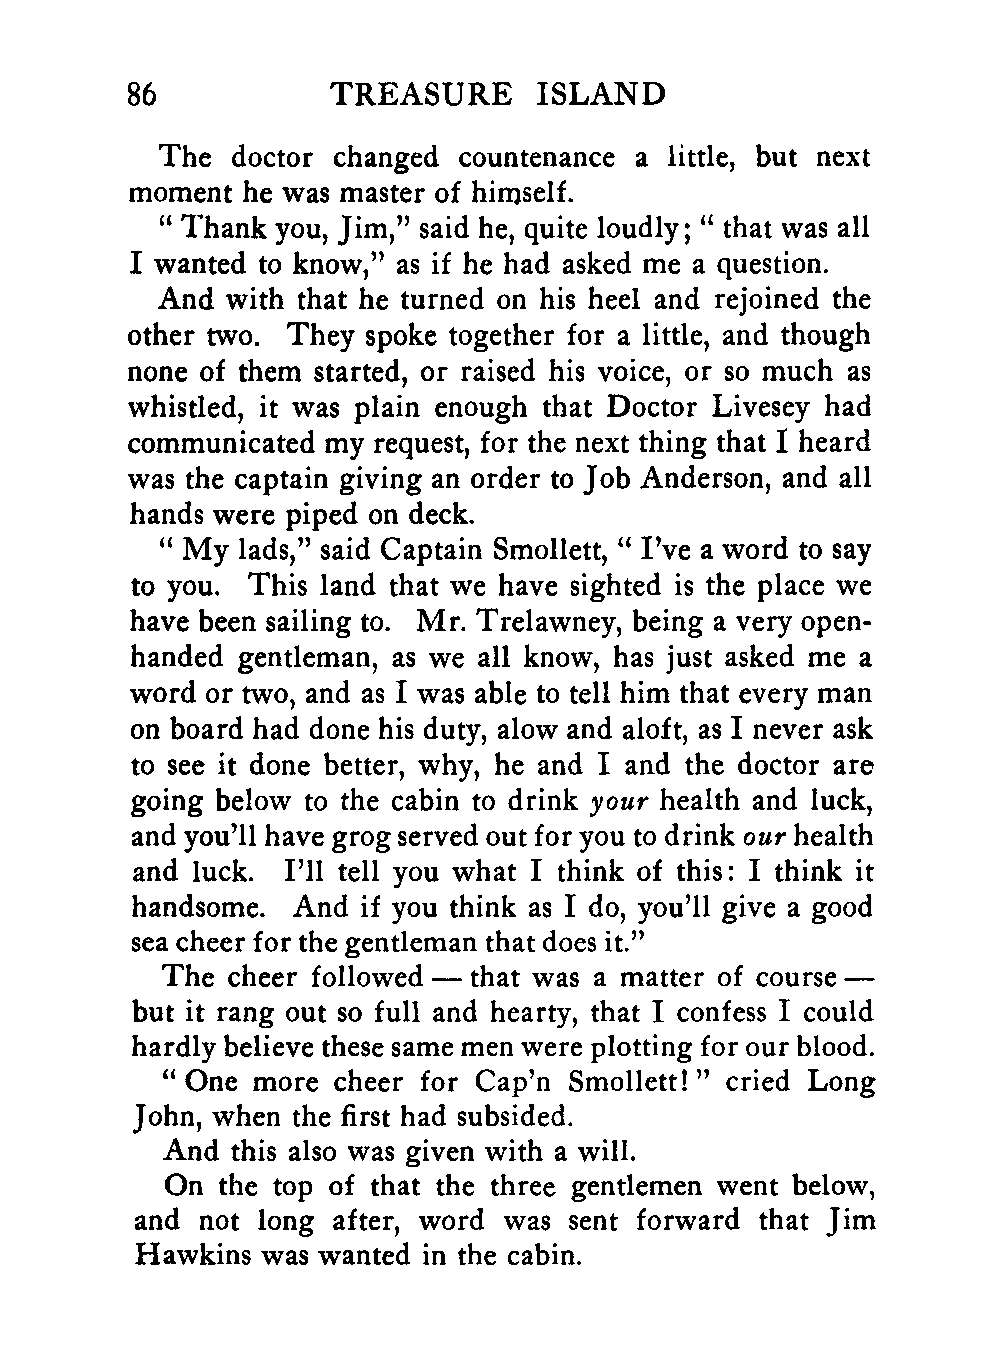 86 TREASURE ISLAND
The doctor changed countenance a little, but next
moment he was master of himself.
“ Thank you, Jim,” said he, quite loudly; “ that was all
I wanted to know,” as if he had asked me a question.
And with that he turned on his heel and rejoined the
other two. They spoke together for a little, and though
none of them started, or raised his voice, or so much as
whistled, it was plain enough that Doctor Livesey had
communicated my request, for the next thing that I heard
was the captain giving an order to Job Anderson, and all
hands were piped on deck.
“ My lads,” said Captain Smollett, “ I’ve a word to say
to you. This land that we have sighted is the place we
have been sailing to. Mr. Trelawney, being a very open-
handed gentleman, as we all know, has just asked me a
word or two, and as I was able to tell him that every man
on board had done his duty, alow and aloft, as I never ask
to see it done better, why, he and I and the doctor are
going below to the cabin to drink your health and luck,
and you’ll have grog served out for you to drink our health
and luck. I’ll tell you what I think of this: I think it
handsome. And if you think as I do, you’ll give a good
sea cheer for the gentleman that does it.”
The cheer followed — that was a matter of course —
but it rang out so full and hearty, that I confess I could
hardly believe these same men were plotting for our blood.
“ One more cheer for Cap’n Smollett! ” cried Long
John, when the first had subsided.
And this also was given with a will.
On the top of that the three gentlemen went below,
and not long after, word was sent forward that Jim
Hawkins was wanted in the cabin.